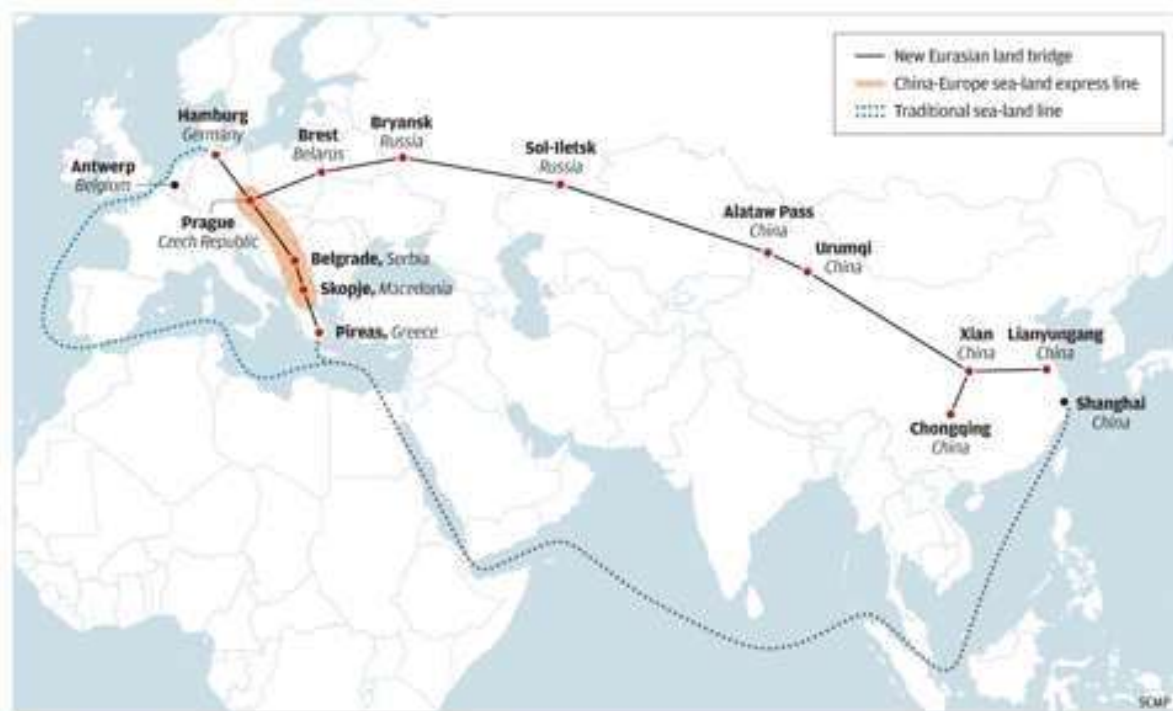 New Eurasian land bridge
China-Europe sea-land express line
Traditional sea-land line
Hamburg
Germany
Antwerp
Belgium
Brest
Belarus
Bryansk
Russia
Sol-Iletsk
Russia
Prague
Czech Republic
Alataw Pass
China
Urumqi
China
Belgrade, Serbia
Skopje, Macedonia
Pireas, Greece
Xian
China
Lianyungang
China
Shanghai
China
Chongqing
China
SCMP